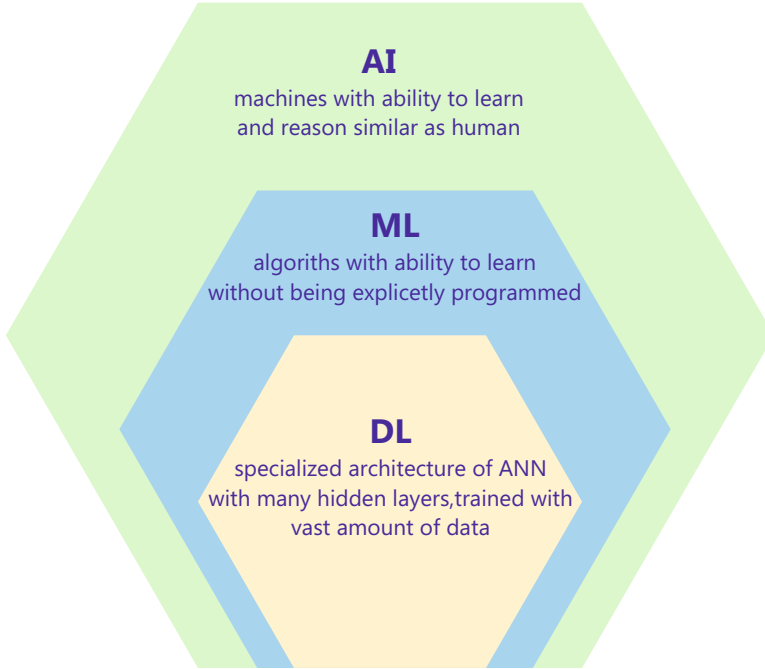 AI
machines with ability to learn
and reason similar as human
ML
algoriths with ability to learn
without being explicetly programmed
DL
specialized architecture of ANN
with many hidden layers,trained with
vast amount of data